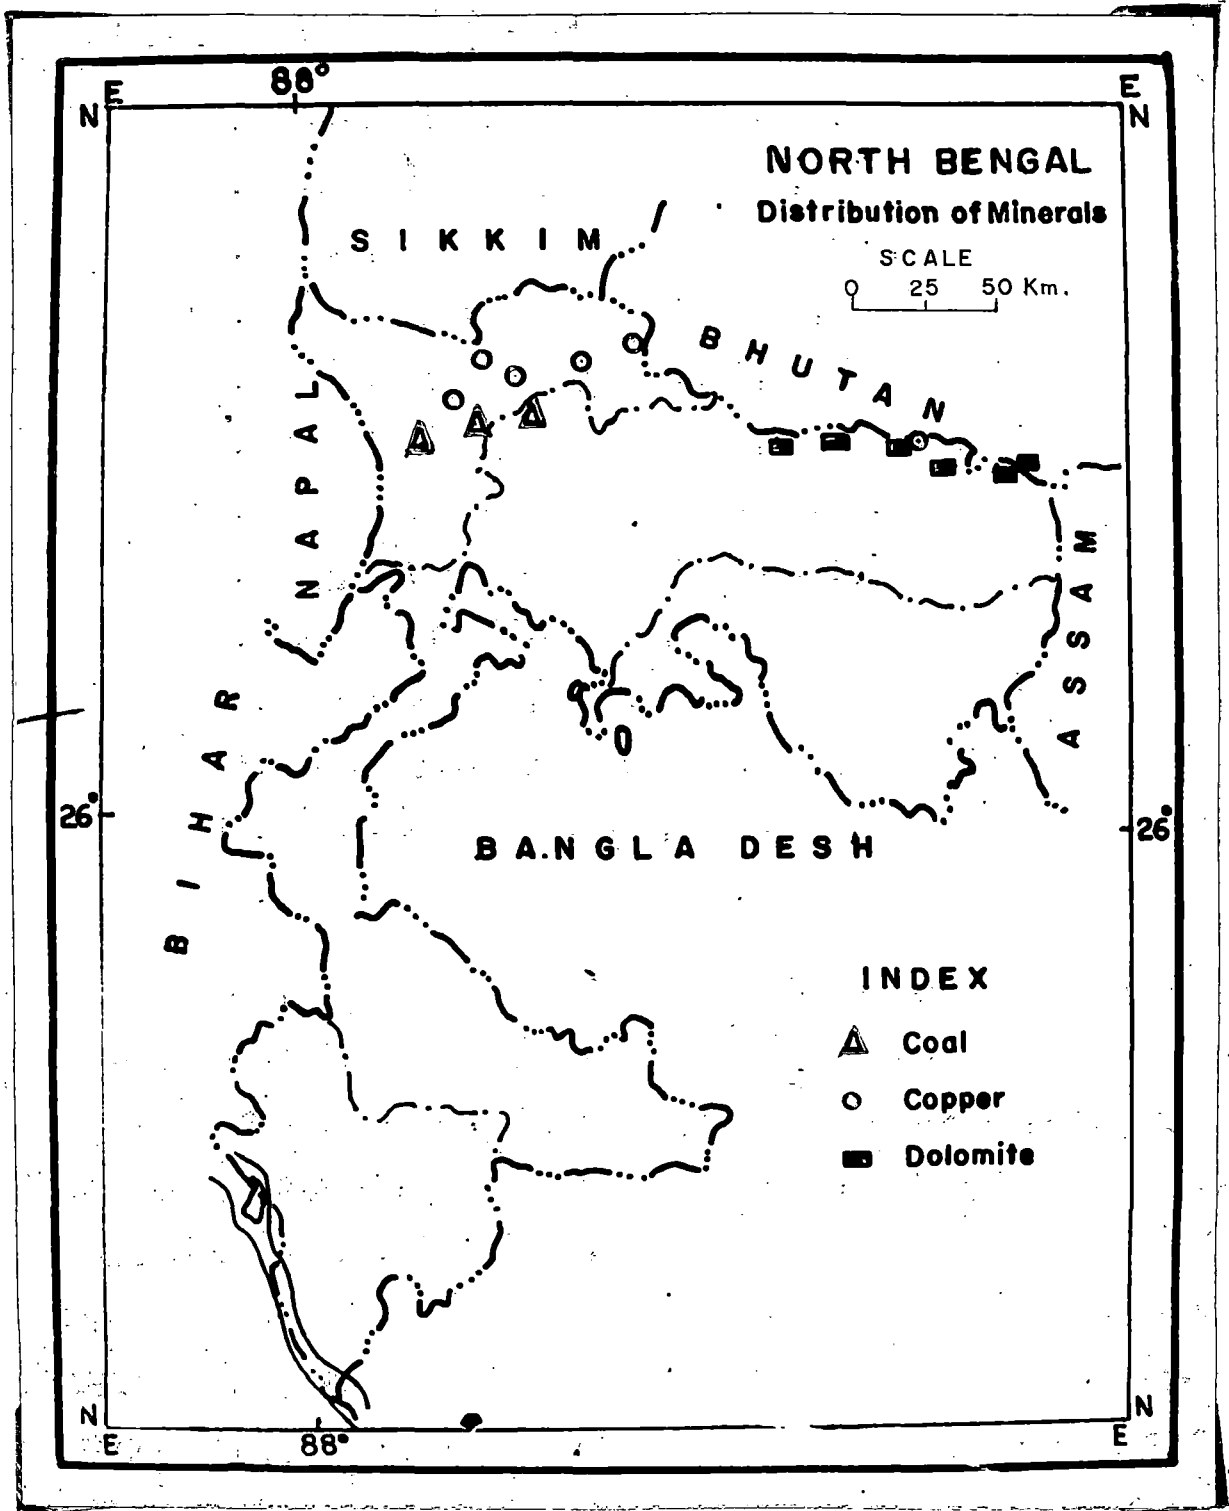 88°
E
E
N
N
NORTH BENGAL
Distribution of Minerals
SCALE
0 25 50 Km.
SIKKIM
BHUTAN
NAPAL
ASSAM
BIHAR
26°
26°
BANGLA DESH
INDEX
Coal
Copper
Dolomite
N
N
E
88°
E